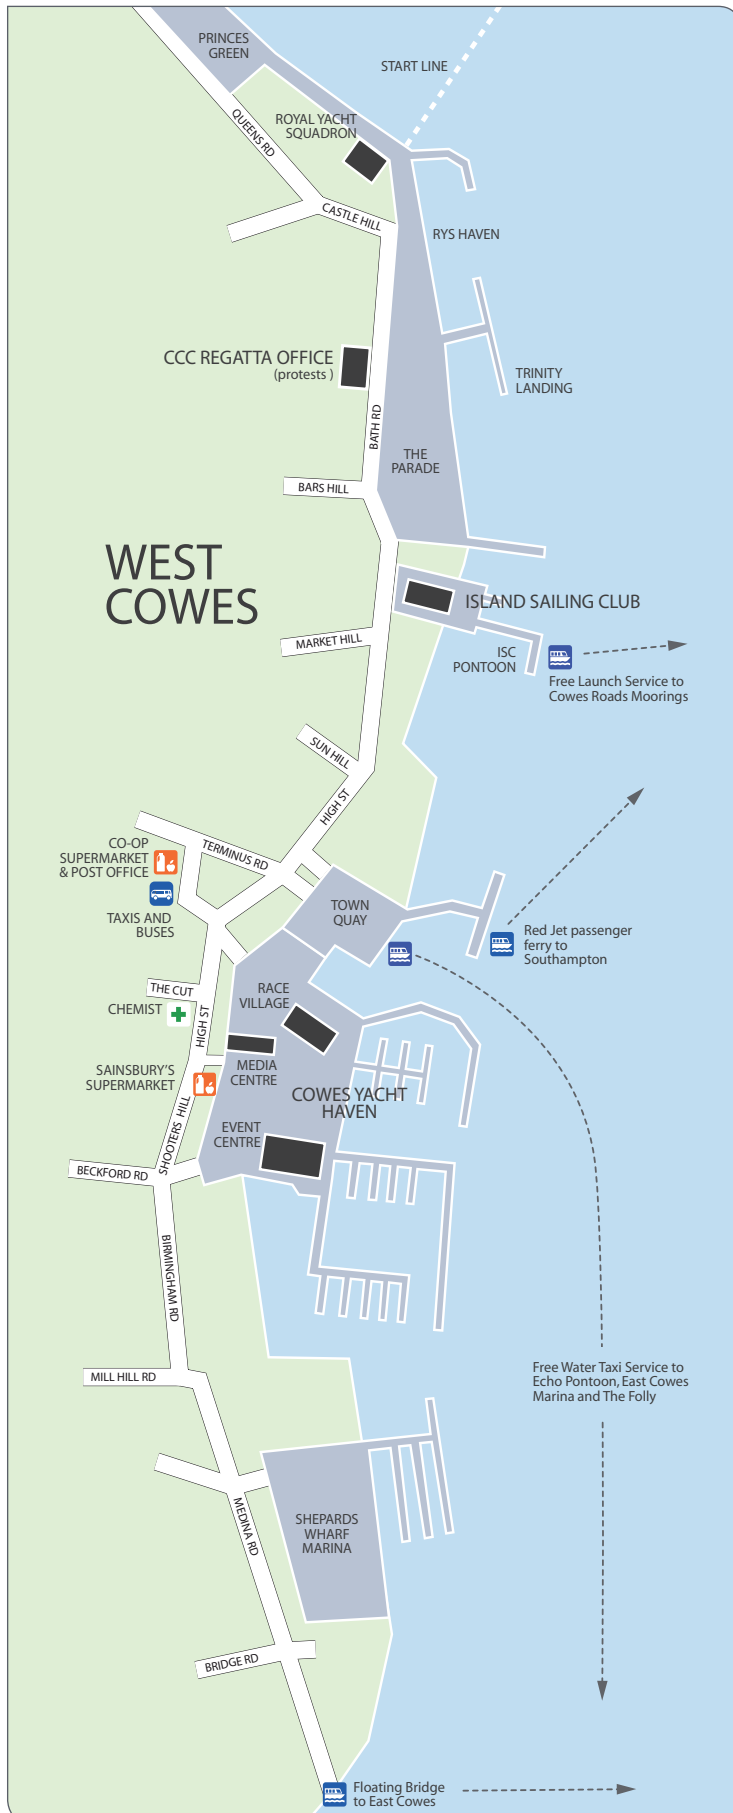 PRINCES
GREEN
START LINE
QUEENS RD
ROYAL YACHT
SQUADRON
CASTLE HILL
RYS HAVEN
CCC REGATTA OFFICE
(protests )
TRINITY
LANDING
BATH RD
THE
PARADE
BARS HILL
WEST
COWES
ISLAND SAILING CLUB
MARKET HILL
ISC
PONTOON
Free Launch Service to
Cowes Roads Moorings
SUN HILL
HIGH ST
CO-OP
SUPERMARKET
& POST OFFICE
TERMINUS RD
TAXIS AND
BUSES
TOWN
QUAY
Red Jet passenger
ferry to
Southampton
THE CUT
RACE
VILLAGE
CHEMIST
HIGH ST
SAINSBURY'S
SUPERMARKET
MEDIA
CENTRE
COWES YACHT
HAVEN
SHOOTERS HILL
EVENT
CENTRE
BECKFORD RD
BIRMINGHAM RD
MILL HILL RD
Free Water Taxi Service to
Echo Pontoon, East Cowes
Marina and The Folly
MEDINA RD
SHEPARDS
WHARF
MARINA
BRIDGE RD
Floating Bridge
to East Cowes